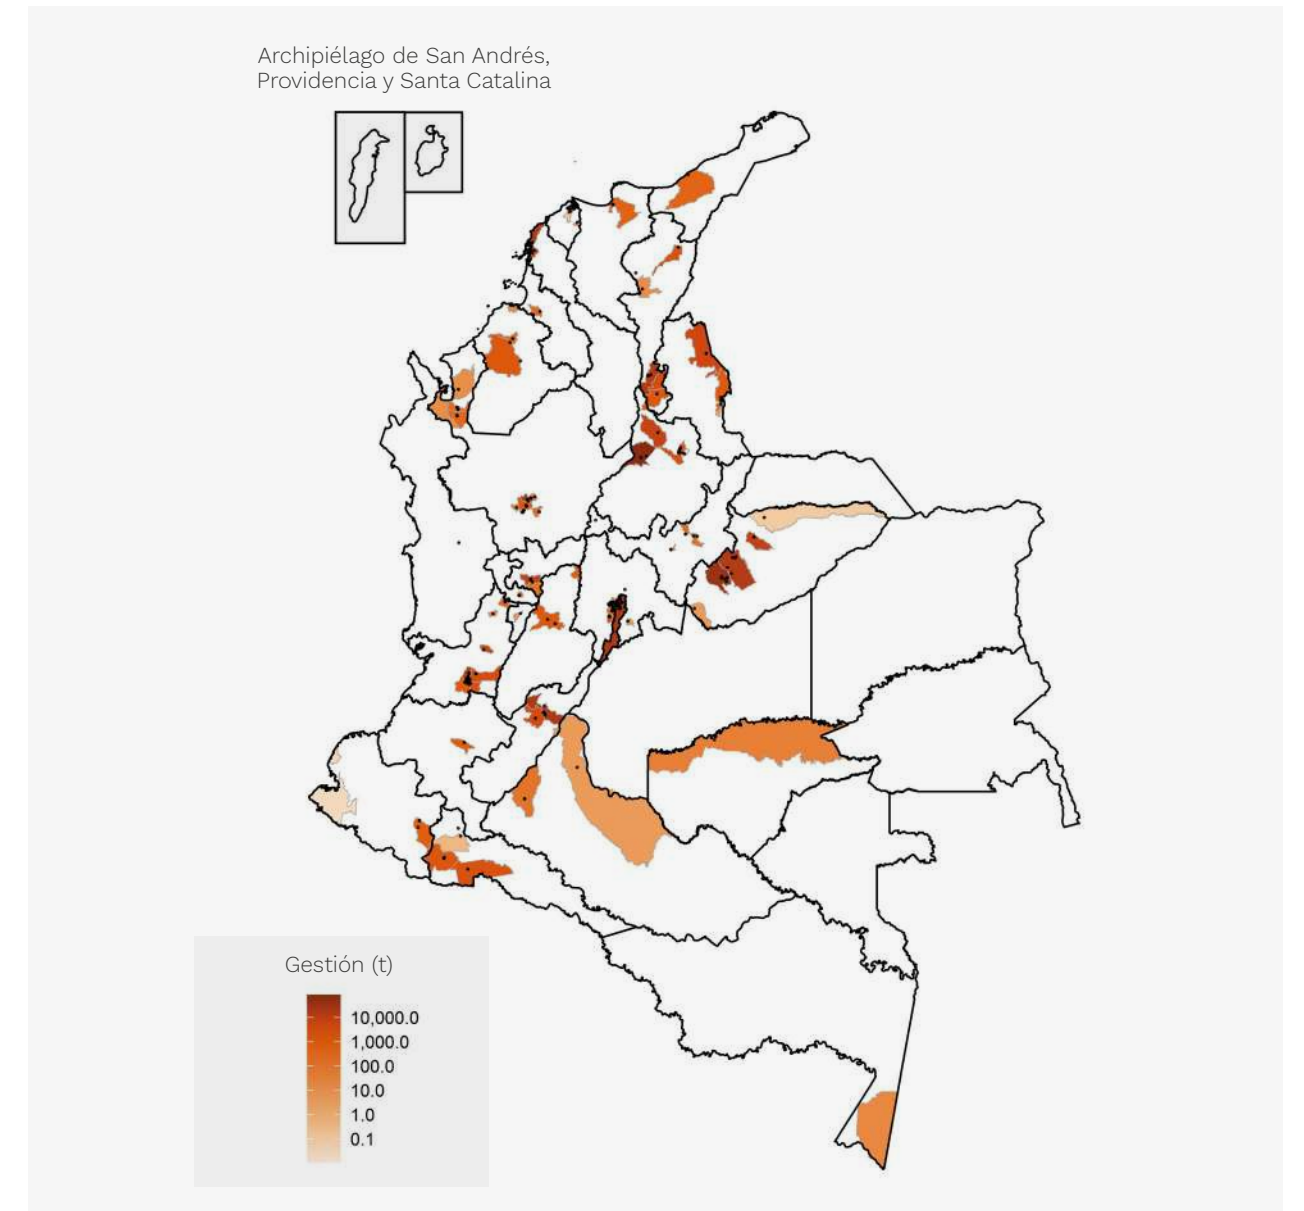 Archipiélago de San Andrés,
Providencia y Santa Catalina
Gestión (t)
10,000.0
1,000.0
100.0
10.0
1.0
0.1